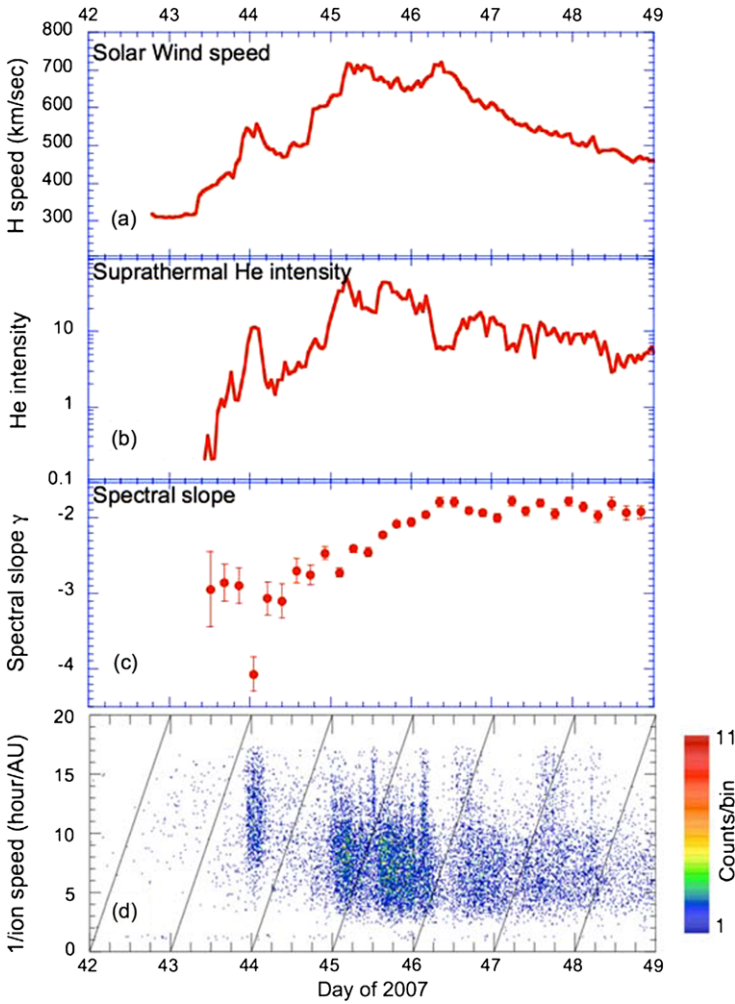 42 43 44 45 46 47 48 49
800
700
600
500
400
300
H speed (km/sec)
Solar Wind speed
(a)
10
1
0.1
He intensity
Suprathermal He intensity
(b)
-2
-3
-4
Spectral slope γ
Spectral slope
(c)
20
15
10
5
0
1/ion speed (hour/AU)
(d)
11
1
Counts/bin
42 43 44 45 46 47 48 49
Day of 2007